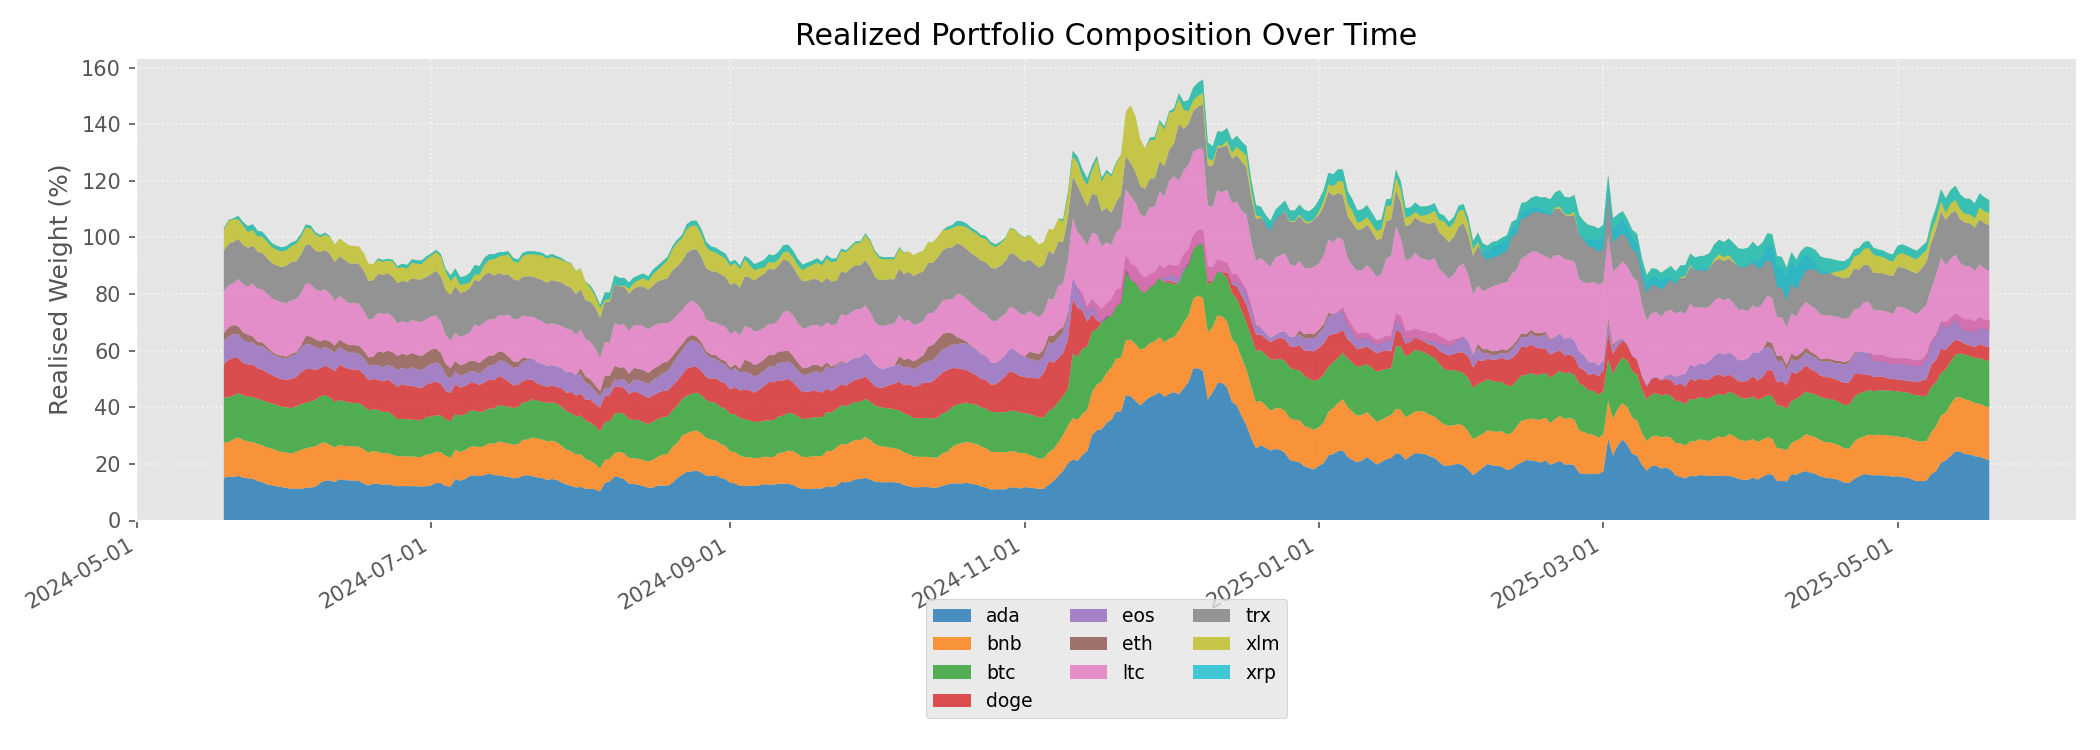 Realized Portfolio Composition Over Time
Realised Weight (%)
160
140
120
100
80
60
40
20
0
2024-05-01
2024-07-01
2024-09-01
2024-11-01
2025-01-01
2025-03-01
2025-05-01
ada
bnb
btc
doge
eos
eth
ltc
trx
xlm
xrp